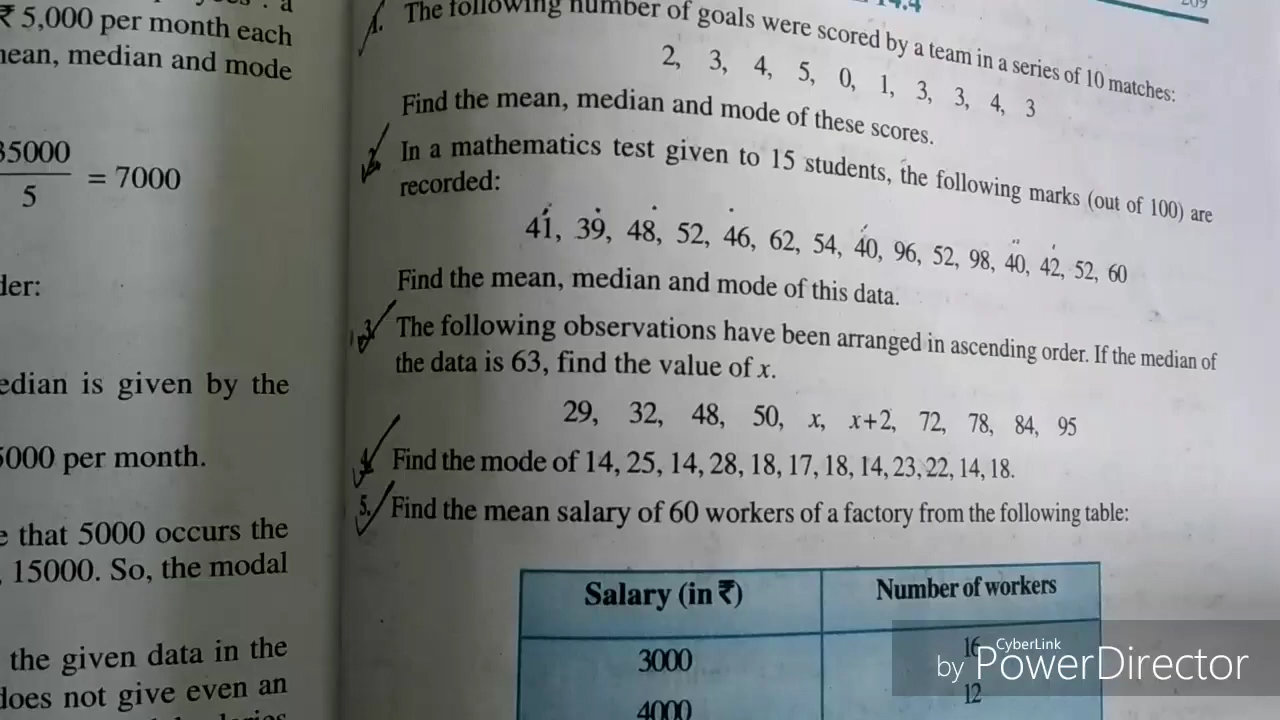 ₹ 5,000 per month each
mean, median and mode
35000
5
= 7000
der:
edian is given by the
5000 per month.
e that 5000 occurs the
, 15000. So, the modal
the given data in the
does not give even an
14.4
1. The following number of goals were scored by a team in a series of 10 matches:
2, 3, 4, 5, 0, 1, 3, 3, 4, 3
Find the mean, median and mode of these scores.
2. In a mathematics test given to 15 students, the following marks (out of 100) are
recorded:
41, 39, 48, 52, 46, 62, 54, 40, 96, 52, 98, 40, 42, 52, 60
Find the mean, median and mode of this data.
3. The following observations have been arranged in ascending order. If the median of
the data is 63, find the value of x.
29, 32, 48, 50, x, x+2, 72, 78, 84, 95
4. Find the mode of 14, 25, 14, 28, 18, 17, 18, 14, 23, 22, 14, 18.
5. Find the mean salary of 60 workers of a factory from the following table:
Salary (in ₹) Number of workers
3000 16
4000 12
by CyberLink PowerDirector